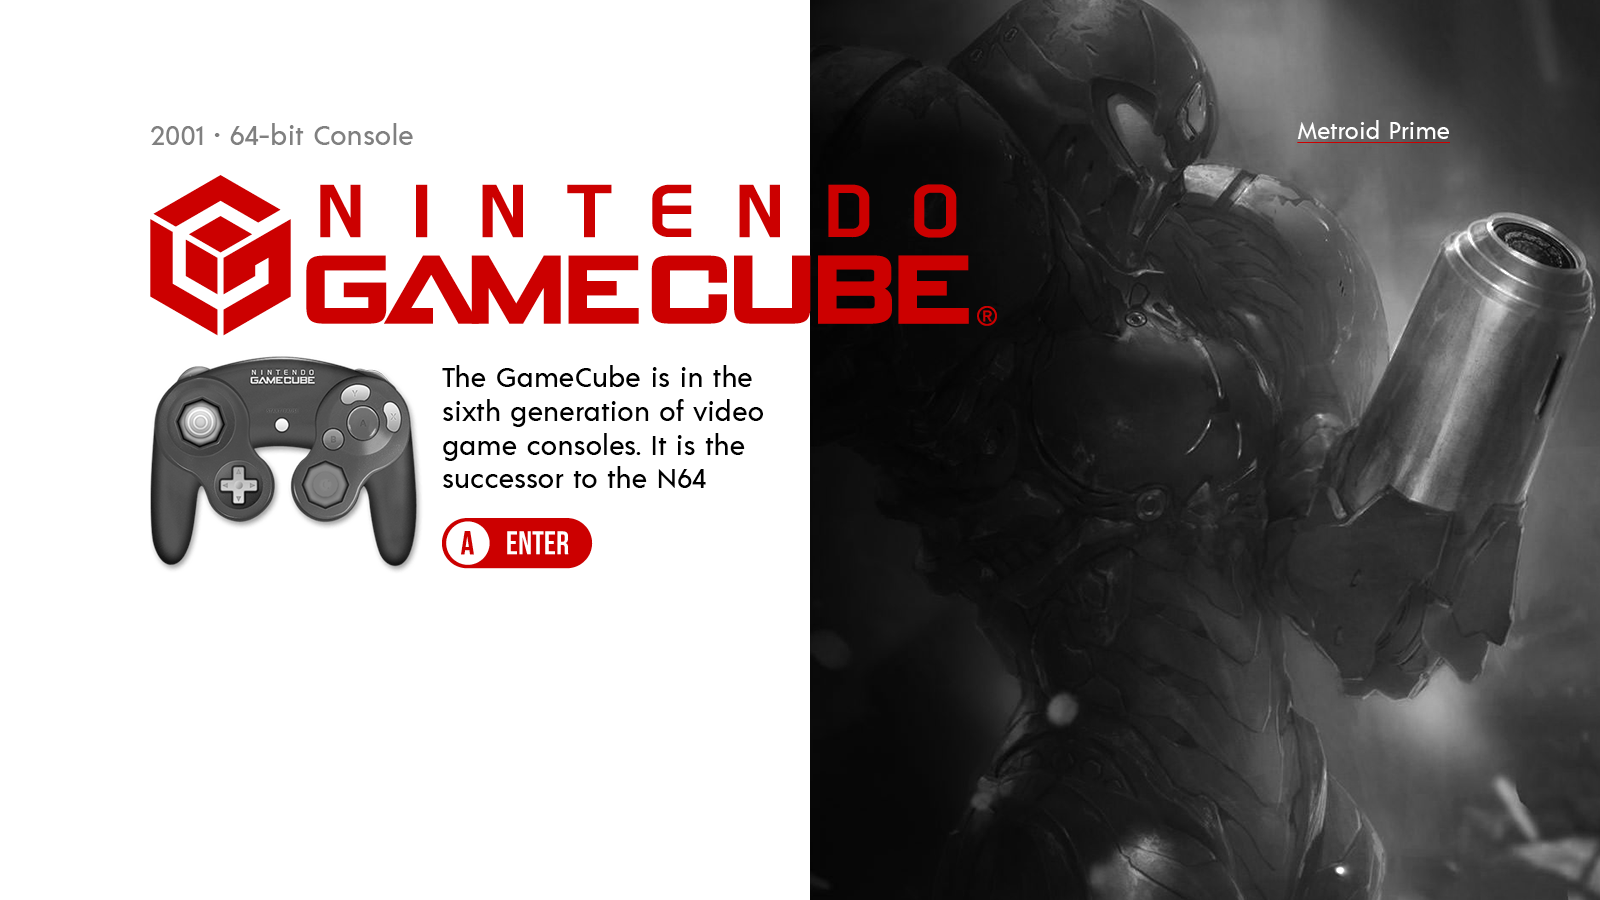 2001 · 64-bit Console
Metroid Prime
NINTENDO
GAMECUBE®
NINTENDO
GAMECUBE
Y
X
B
A
The GameCube is in the
sixth generation of video
game consoles. It is the
successor to the N64
A ENTER